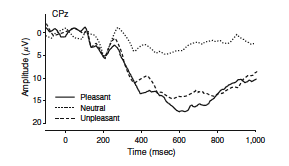 CPz
0
5
10
15
20
Amplitude (μV)
Pleasant
Neutral
Unpleasant
0 200 400 600 800 1,000
Time (msec)